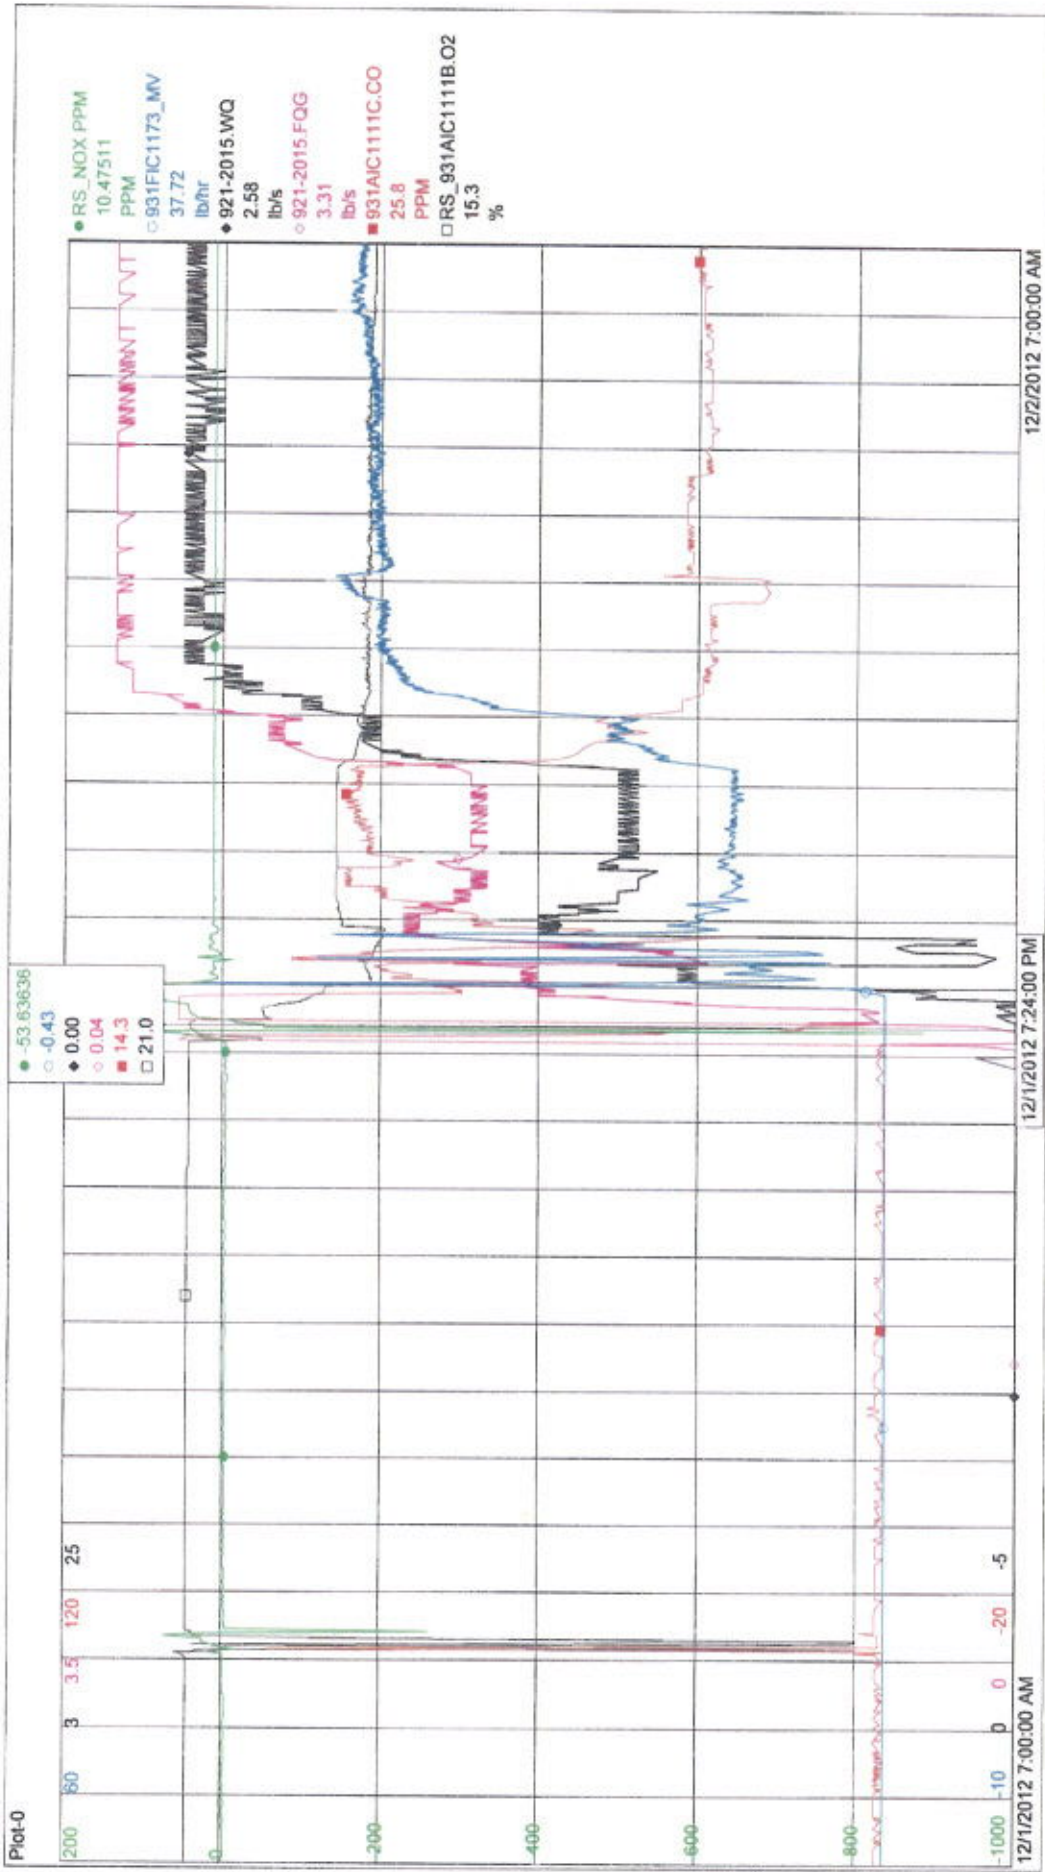 Plot-0
200
60
3
3.5
120
25
● -53.63636
○ -0.43
◆ 0.00
◇ 0.04
■ 14.3
□ 21.0
0
-200
-400
-600
-800
-1000
-10
0
0
-20
-5
12/1/2012 7:00:00 AM
12/1/2012 7:24:00 PM
12/2/2012 7:00:00 AM
● RS_NOX PPM
10.47511
PPM
○ 931FIC1173_MV
37.72
lb/hr
◆ 921-2015.WQ
2.58
lb/s
◇ 921-2015.FQG
3.31
lb/s
■ 931AIC1111C.CO
25.8
PPM
□ RS_931AIC1111B.O2
15.3
%